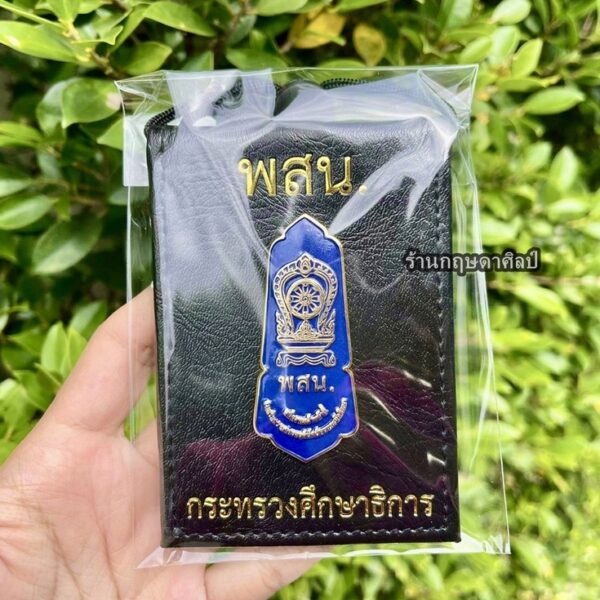 พสน.
ร้านกฤษดาศิลป์
พสน.
กระทรวงศึกษาธิการ